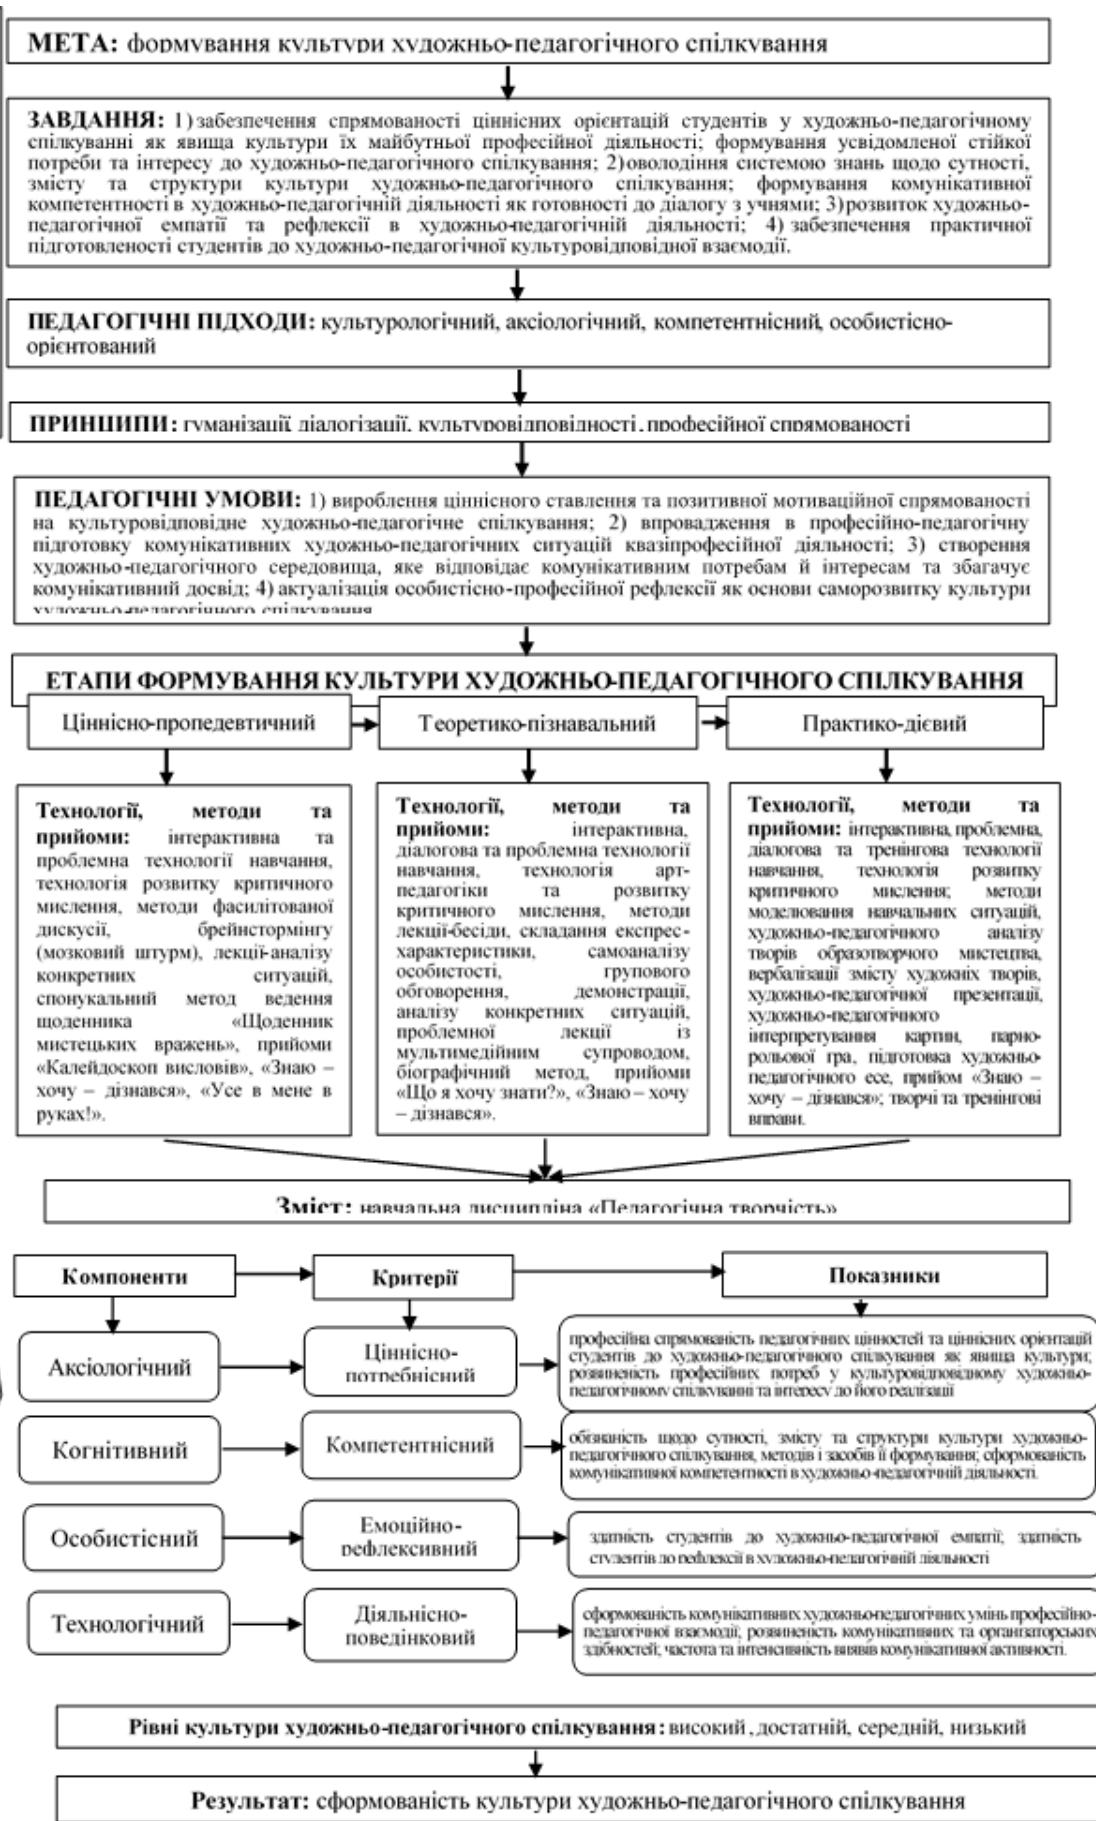 МЕТА: формування культури художньо-педагогічного спілкування
ЗАВДАННЯ: 1) забезпечення спрямованості ціннісних орієнтацій студентів у художньо-педагогічному
спілкуванні як явища культури їх майбутньої професійної діяльності; формування усвідомленої стійкої
потреби та інтересу до художньо-педагогічного спілкування; 2) оволодіння системою знань щодо сутності,
змісту та структури культури художньо-педагогічного спілкування; формування комунікативної
компетентності в художньо-педагогічній діяльності як готовності до діалогу з учнями; 3) розвиток художньо-
педагогічної емпатії та рефлексії в художньо-педагогічній діяльності; 4) забезпечення практичної
підготовленості студентів до художньо-педагогічної культуровідповідної взаємодії.
ПЕДАГОГІЧНІ ПІДХОДИ: культурологічний, аксіологічний, компетентнісний, особистісно-
орієнтований
ПРИНЦИПИ: гуманізації, діалогізації, культуровідповідності, професійної спрямованості
ПЕДАГОГІЧНІ УМОВИ: 1) вироблення ціннісного ставлення та позитивної мотиваційної спрямованості
на культуровідповідне художньо-педагогічне спілкування; 2) впровадження в професійно-педагогічну
підготовку комунікативних художньо-педагогічних ситуацій квазіпрофесійної діяльності; 3) створення
художньо-педагогічного середовища, яке відповідає комунікативним потребам й інтересам та збагачує
комунікативний досвід; 4) актуалізація особистісно-професійної рефлексії як основи саморозвитку культури
художньо-педагогічного спілкування
ЕТАПИ ФОРМУВАННЯ КУЛЬТУРИ ХУДОЖНЬО-ПЕДАГОГІЧНОГО СПІЛКУВАННЯ
Ціннісно-пропедевтичний
Теоретико-пізнавальний
Практико-дієвий
Технології, методи та
прийоми: інтерактивна та
проблемна технології навчання,
технологія розвитку критичного
мислення, методи фасилітованої
дискусії, брейнстормінгу
(мозковий штурм), лекції-аналізу
конкретних ситуацій,
спонукальний метод ведення
щоденника «Щоденник
мистецьких вражень», прийоми
«Калейдоскоп висловів», «Знаю –
хочу – дізнався», «Усе в мене в
руках!».
Технології, методи та
прийоми: інтерактивна,
діалогова та проблемна технології
навчання, технологія арт-
педагогіки та розвитку
критичного мислення, методи
лекції-бесіди, складання експрес-
характеристики, самоаналізу
особистості, групового
обговорення, демонстрації,
аналізу конкретних ситуацій,
проблемної лекції із
мультимедійним супроводом,
біографічний метод, прийоми
«Що я хочу знати?», «Знаю – хочу
– дізнався».
Технології, методи та
прийоми: інтерактивна, проблемна,
діалогова та тренінгова технології
навчання, технологія розвитку
критичного мислення; методи
моделювання навчальних ситуацій,
художньо-педагогічного аналізу
творів образотворчого мистецтва,
вербалізації змісту художніх творів,
художньо-педагогічної презентації,
художньо-педагогічного
інтерпретування картин, парно-
рольової гра, підготовка художньо-
педагогічного есе, прийом «Знаю –
хочу – дізнався»; творчі та тренінгові
вправи.
Зміст: навчальна дисципліна «Педагогічна творчість»
Компоненти
Критерії
Показники
Аксіологічний
Ціннісно-
потребнісний
професійна спрямованість педагогічних цінностей та ціннісних орієнтацій
студентів до художньо-педагогічного спілкування як явища культури;
розвиненість професійних потреб у культуровідповідному художньо-
педагогічному спілкуванні та інтересу до його реалізації
Когнітивний
Компетентнісний
обізнаність щодо сутності, змісту та структури культури художньо-
педагогічного спілкування, методів і засобів її формування; сформованість
комунікативної компетентності в художньо-педагогічній діяльності.
Особистісний
Емоційно-
рефлексивний
здатність студентів до художньо-педагогічної емпатії; здатність
студентів до рефлексії в художньо-педагогічній діяльності
Технологічний
Діяльнісно-
поведінковий
сформованість комунікативних художньо-педагогічних умінь професійно-
педагогічної взаємодії; розвиненість комунікативних та організаторських
здібностей; частота та інтенсивність виявів комунікативної активності.
Рівні культури художньо-педагогічного спілкування: високий, достатній, середній, низький
Результат: сформованість культури художньо-педагогічного спілкування